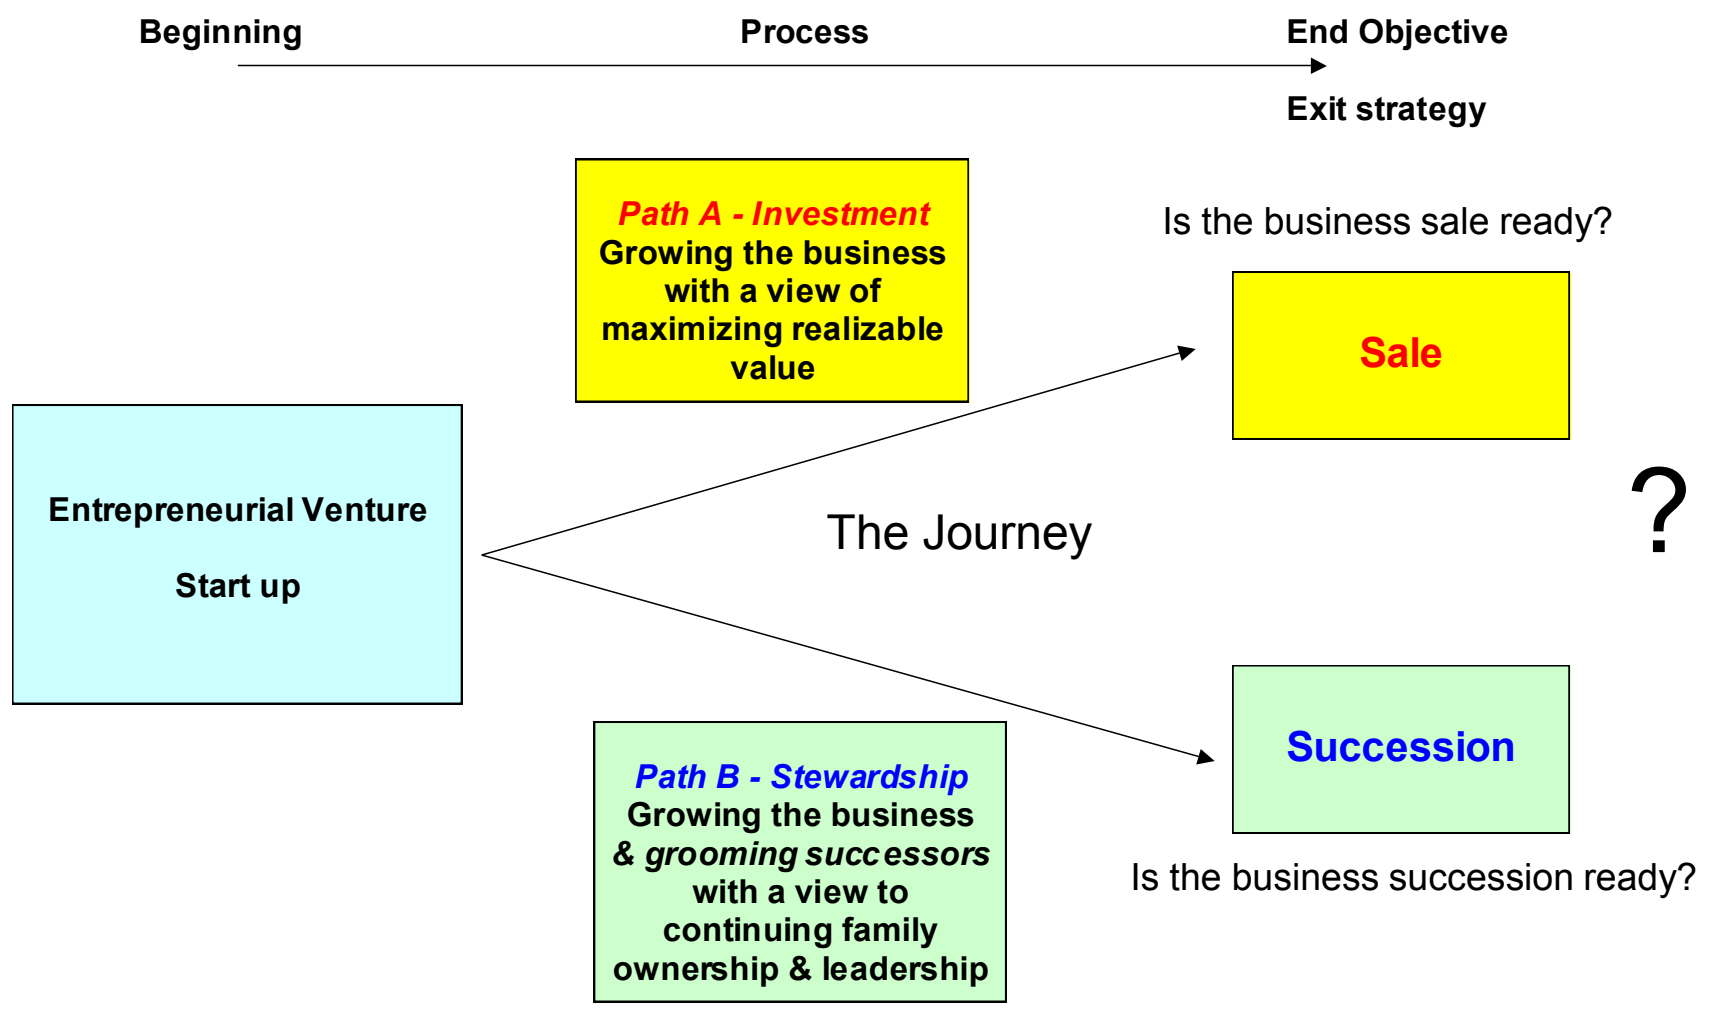 Beginning
Process
End Objective
Exit strategy
Path A - Investment
Growing the business
with a view of
maximizing realizable
value
Is the business sale ready?
Sale
Entrepreneurial Venture
Start up
The Journey
?
Path B - Stewardship
Growing the business
& grooming successors
with a view to
continuing family
ownership & leadership
Succession
Is the business succession ready?